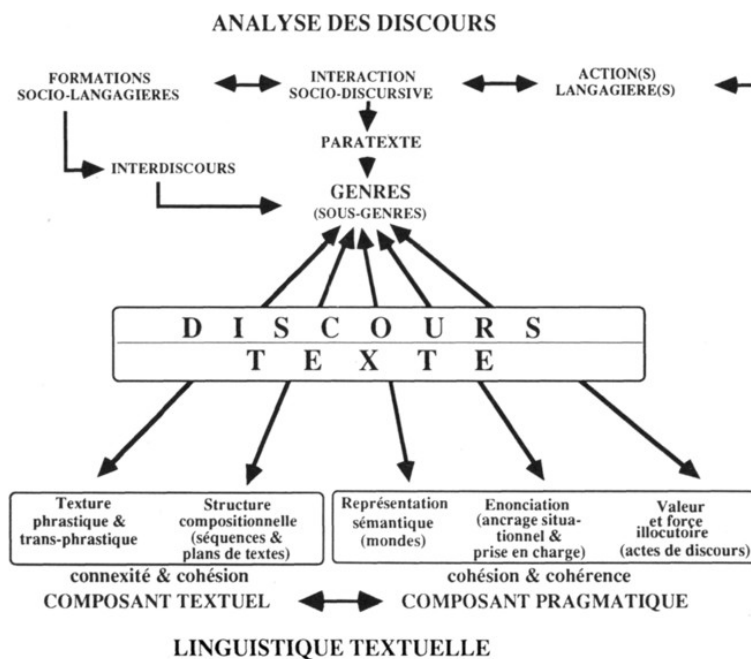 ANALYSE DES DISCOURS
FORMATIONS
SOCIO-LANGAGIERES
INTERACTION
SOCIO-DISCURSIVE
ACTION(S)
LANGAGIERE(S)
PARATEXTE
INTERDISCOURS
GENRES
(SOUS-GENRES)
D I S C O U R S
T E X T E
Texture
phrastique &
trans-phrastique
Structure
compositionnelle
(séquences &
plans de textes)
Représentation
sémantique
(mondes)
Enonciation
(ancrage situa-
tionnel &
prise en charge)
Valeur
et force
illocutoire
(actes de discours)
connexité & cohésion
cohésion & cohérence
COMPOSANT TEXTUEL
COMPOSANT PRAGMATIQUE
LINGUISTIQUE TEXTUELLE